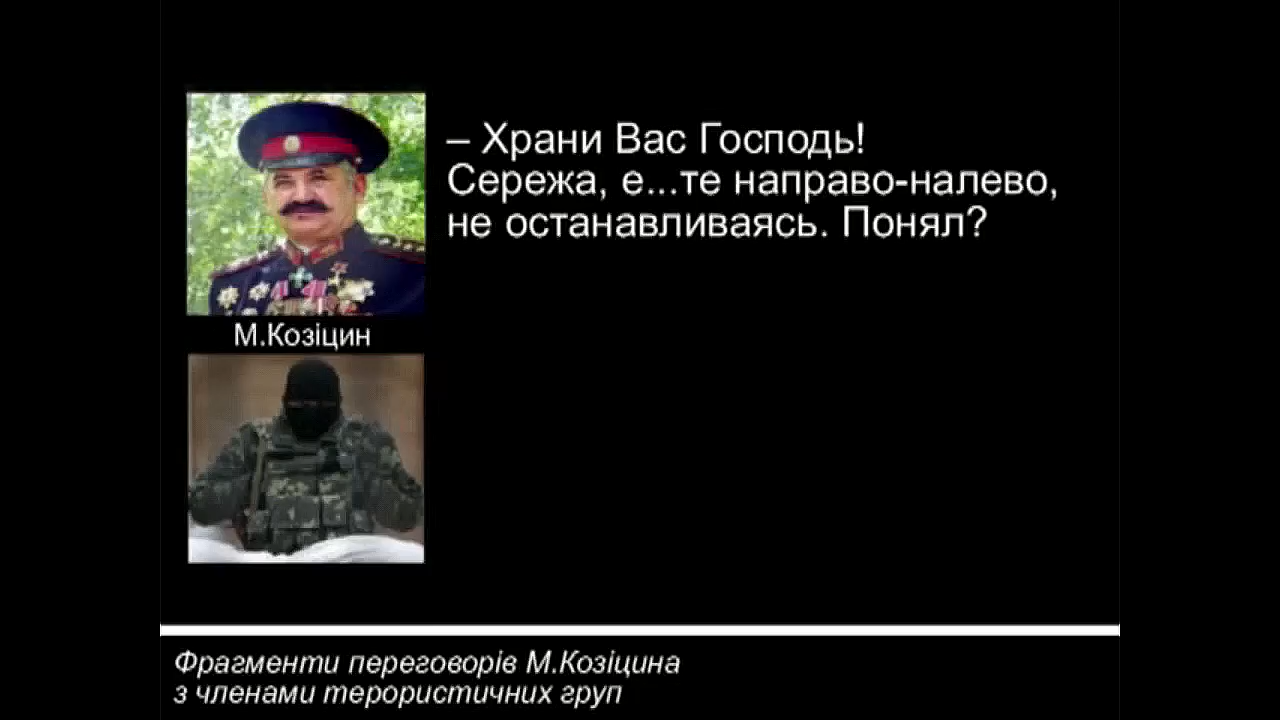 – Храни Вас Господь!
Сережа, е...те направо-налево,
не останавливаясь. Понял?
М.Козіцин
Фрагменти переговорів М.Козіцина
з членами терористичних груп